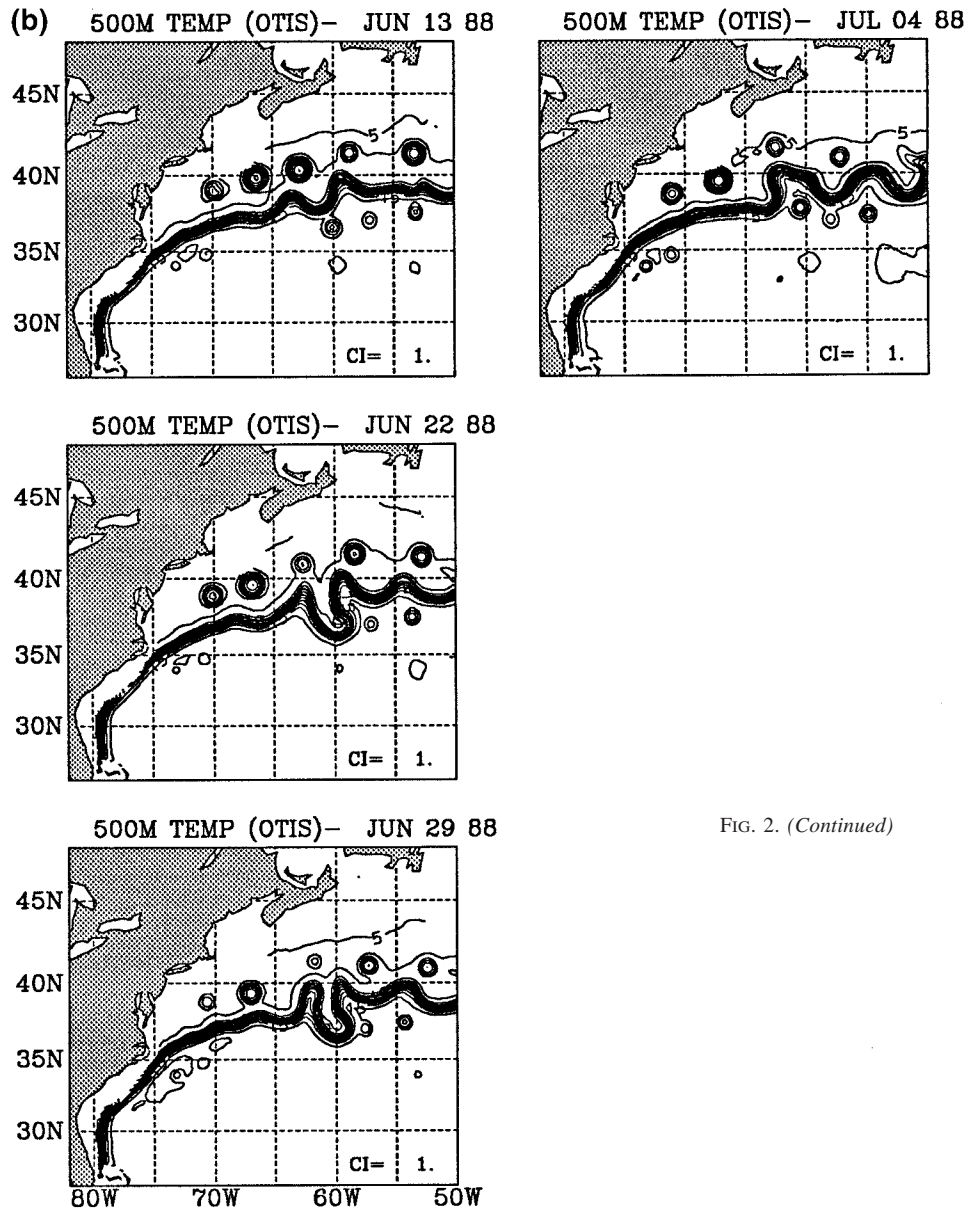 (b) 500M TEMP (OTIS)– JUN 13 88
45N
40N
35N
30N
5
CI= 1.
500M TEMP (OTIS)– JUL 04 88
5
5
CI= 1.
500M TEMP (OTIS)– JUN 22 88
45N
40N
35N
30N
CI= 1.
500M TEMP (OTIS)– JUN 29 88
45N
40N
35N
30N
5
CI= 1.
80W 70W 60W 50W
FIG. 2. (Continued)